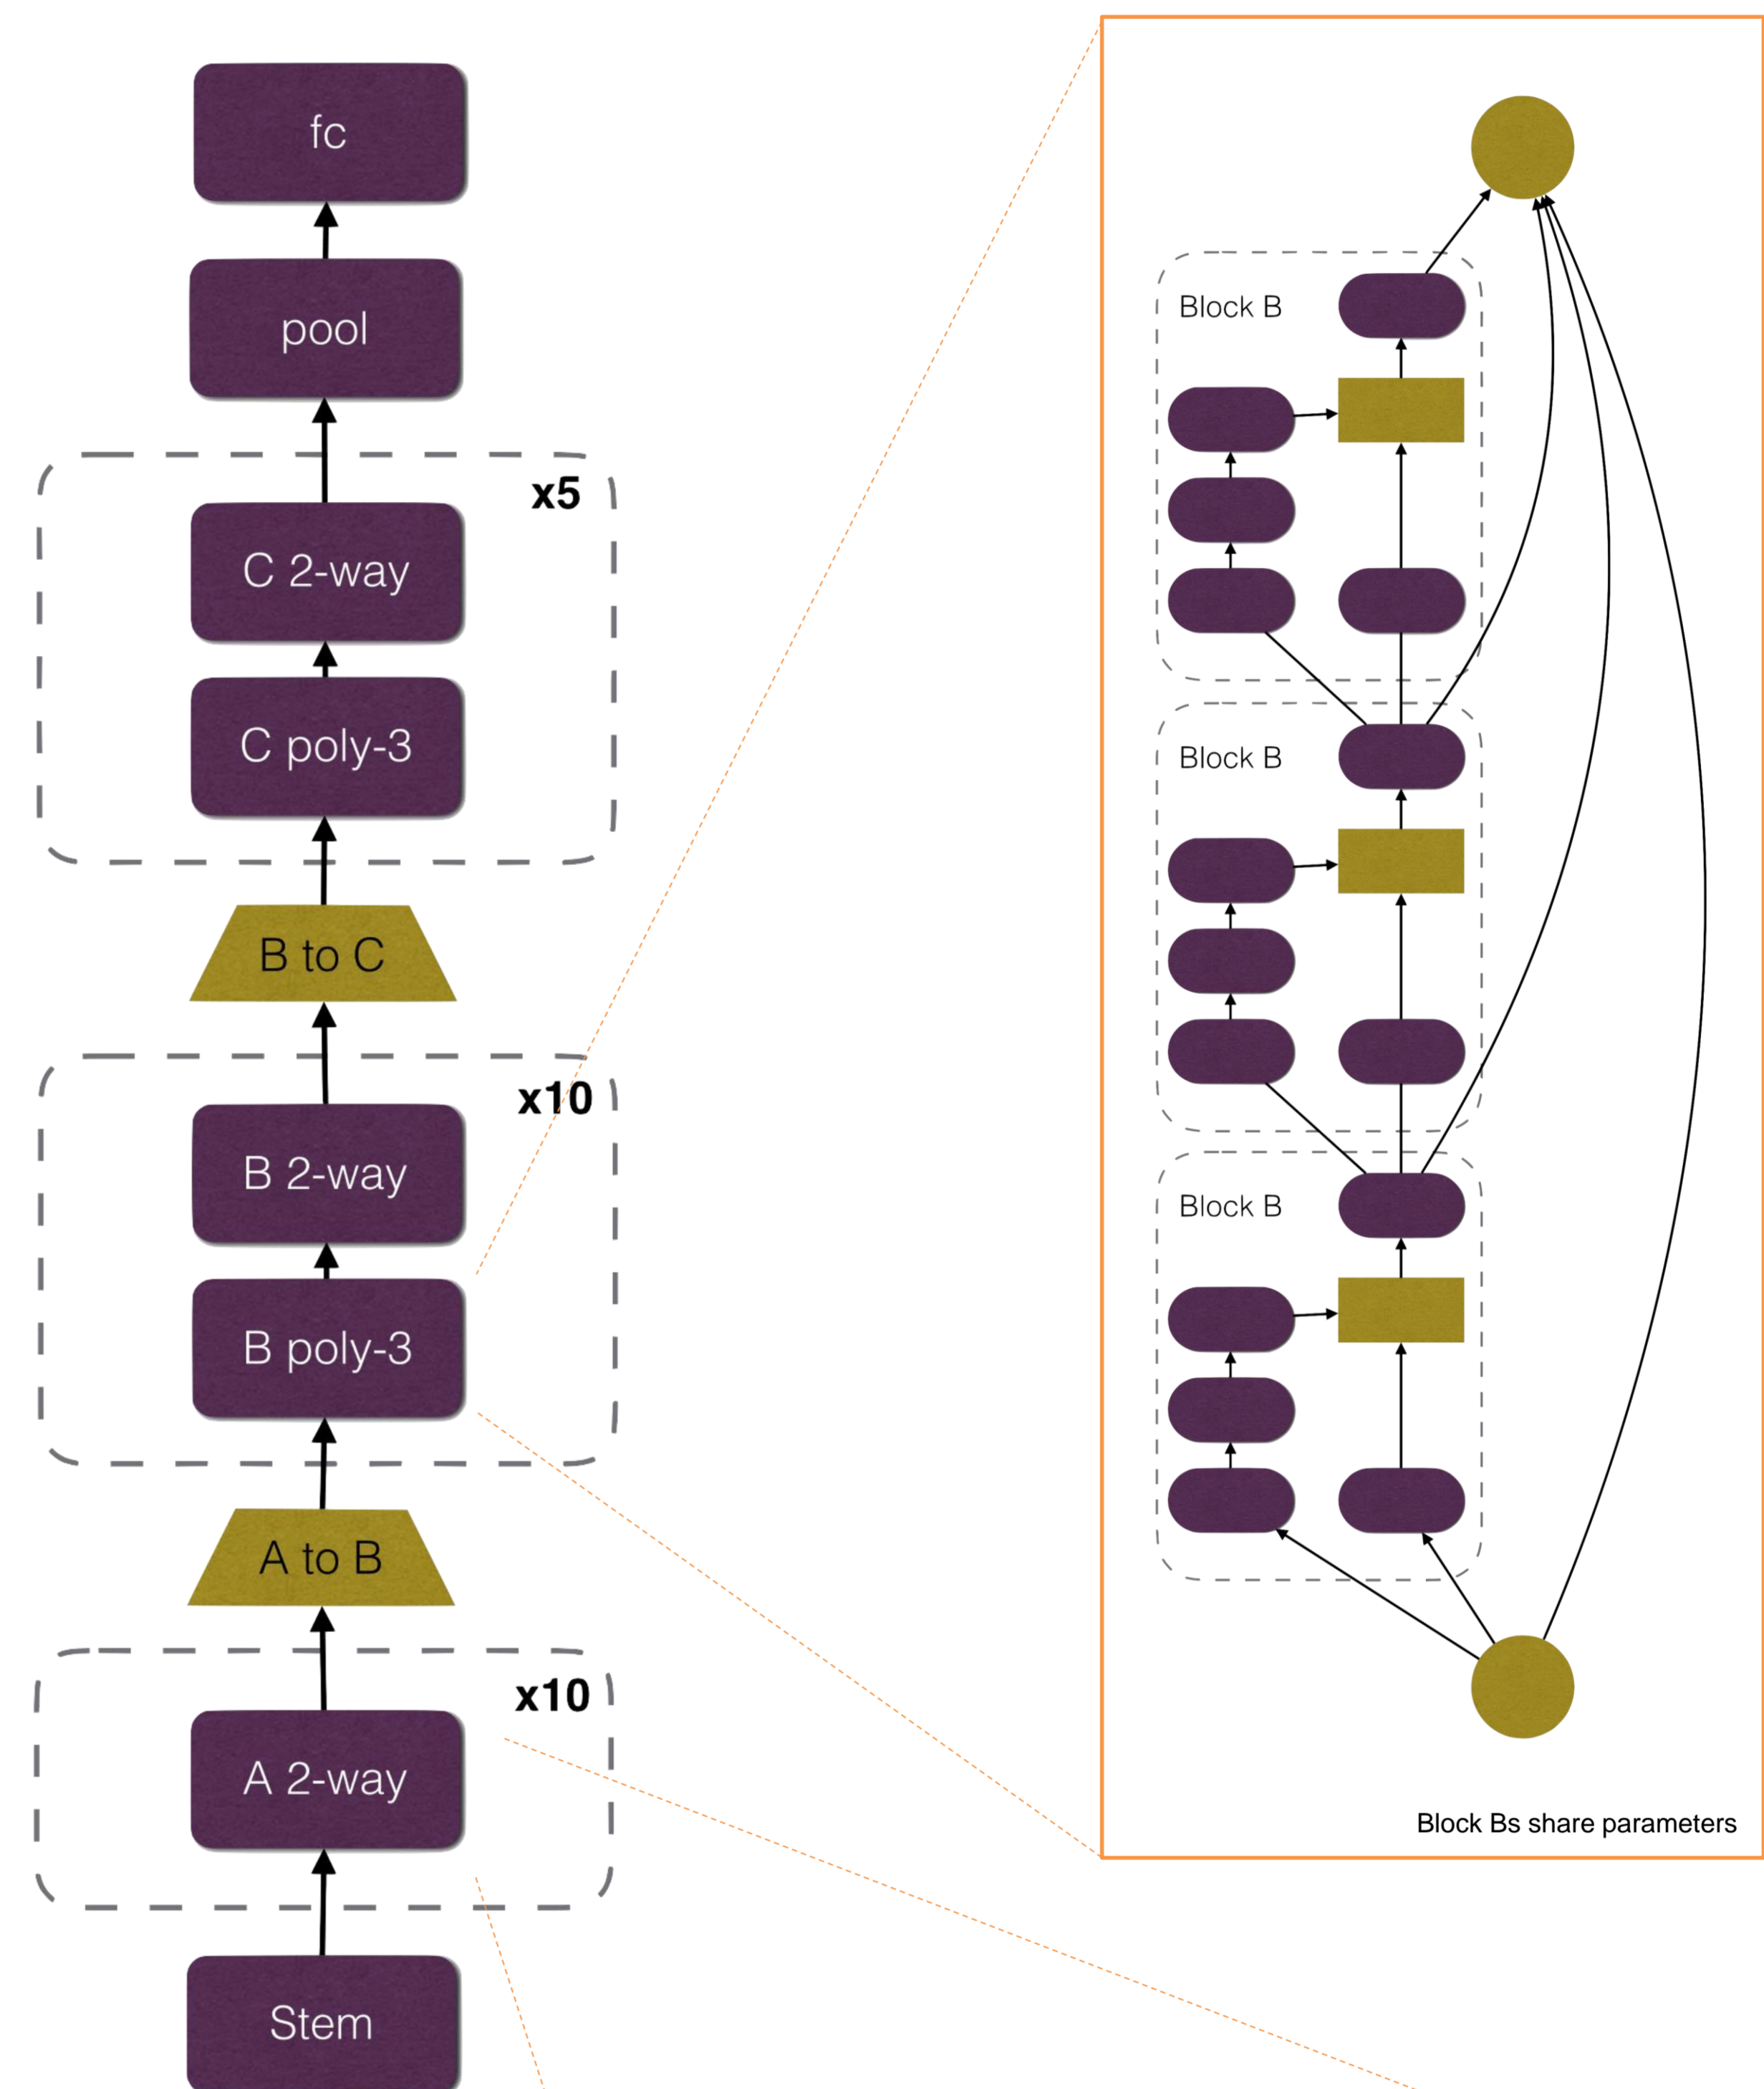 fc
pool
x5
C 2-way
C poly-3
B to C
x10
B 2-way
B poly-3
A to B
x10
A 2-way
Stem
Block B
Block B
Block B
Block Bs share parameters